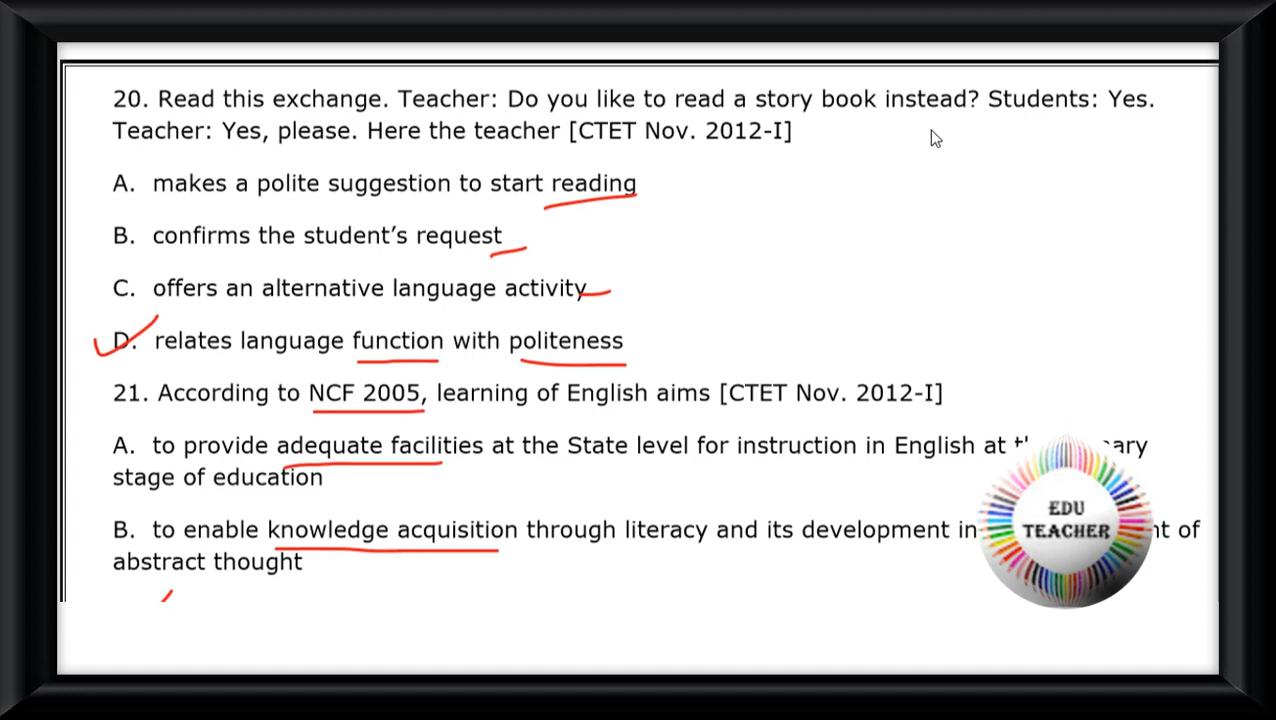 20. Read this exchange. Teacher: Do you like to read a story book instead? Students: Yes.
Teacher: Yes, please. Here the teacher [CTET Nov. 2012-I]
A. makes a polite suggestion to start reading
B. confirms the student’s request
C. offers an alternative language activity
D. relates language function with politeness
21. According to NCF 2005, learning of English aims [CTET Nov. 2012-I]
A. to provide adequate facilities at the State level for instruction in English at
stage of education
B. to enable knowledge acquisition through literacy and its development in of
abstract thought
EDU
TEACHER